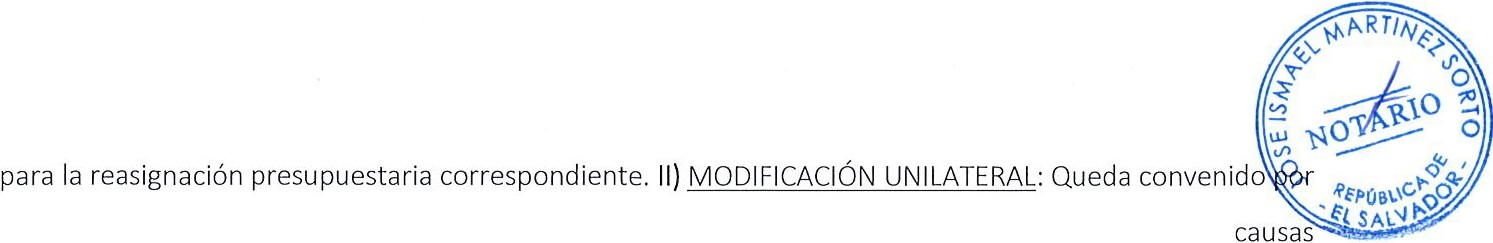 JOSE ISMAEL MARTINEZ SORTO
NOTARIO
REPÚBLICA DE
- EL SALVADOR -
para la reasignación presupuestaria correspondiente. II) MODIFICACIÓN UNILATERAL: Queda convenido por
causas